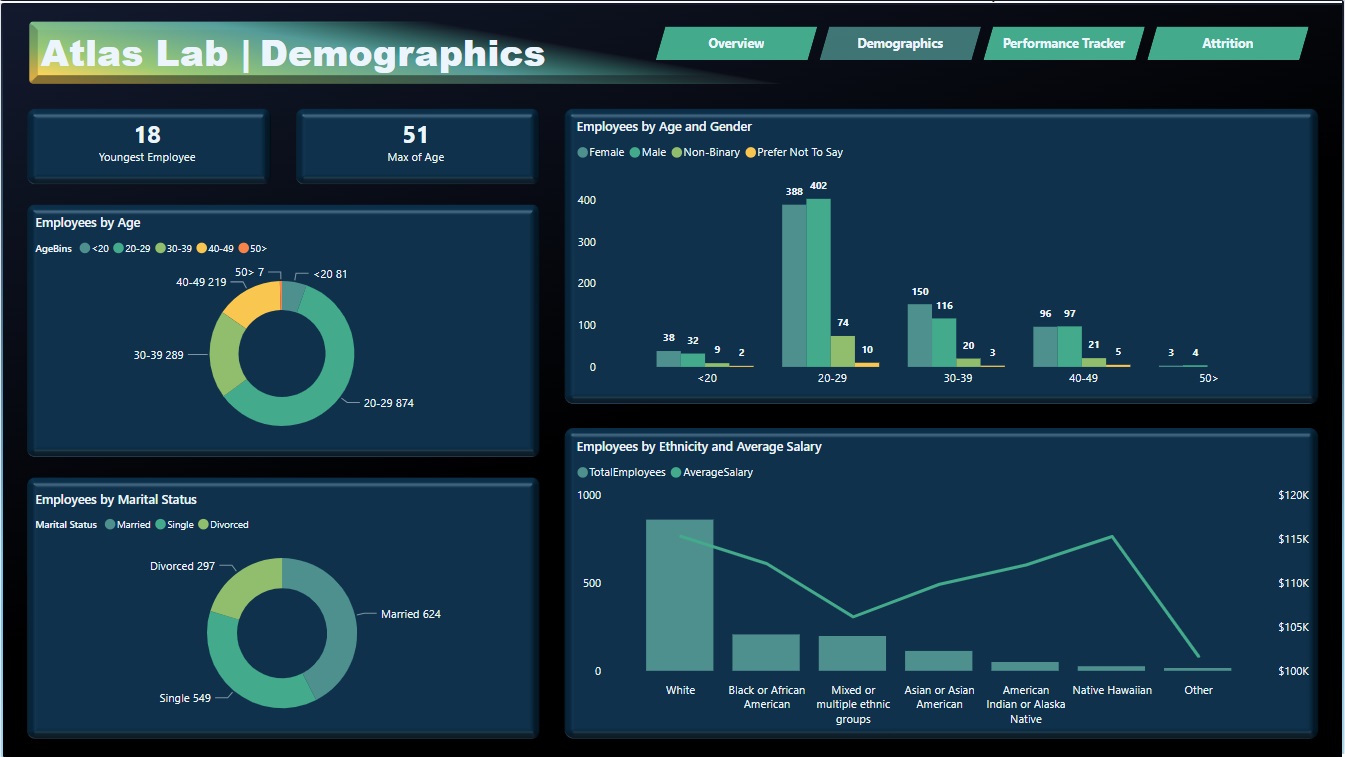 Atlas Lab | Demographics
Overview
Demographics
Performance Tracker
Attrition
18
Youngest Employee
51
Max of Age
Employees by Age
AgeBins <20 20-29 30-39 40-49 50>
50> 7
<20 81
40-49 219
30-39 289
20-29 874
Employees by Marital Status
Marital Status Married Single Divorced
Divorced 297
Married 624
Single 549
Employees by Age and Gender
Female Male Non-Binary Prefer Not To Say
400
300
200
100
0
38 32 9 2
388 402 74 10
150 116 20 3
96 97 21 5
3 4
<20 20-29 30-39 40-49 50>
Employees by Ethnicity and Average Salary
TotalEmployees AverageSalary
1000
500
0
$120K
$115K
$110K
$105K
$100K
White
Black or African
American
Mixed or
multiple ethnic
groups
Asian or Asian
American
American
Indian or Alaska
Native
Native Hawaiian
Other